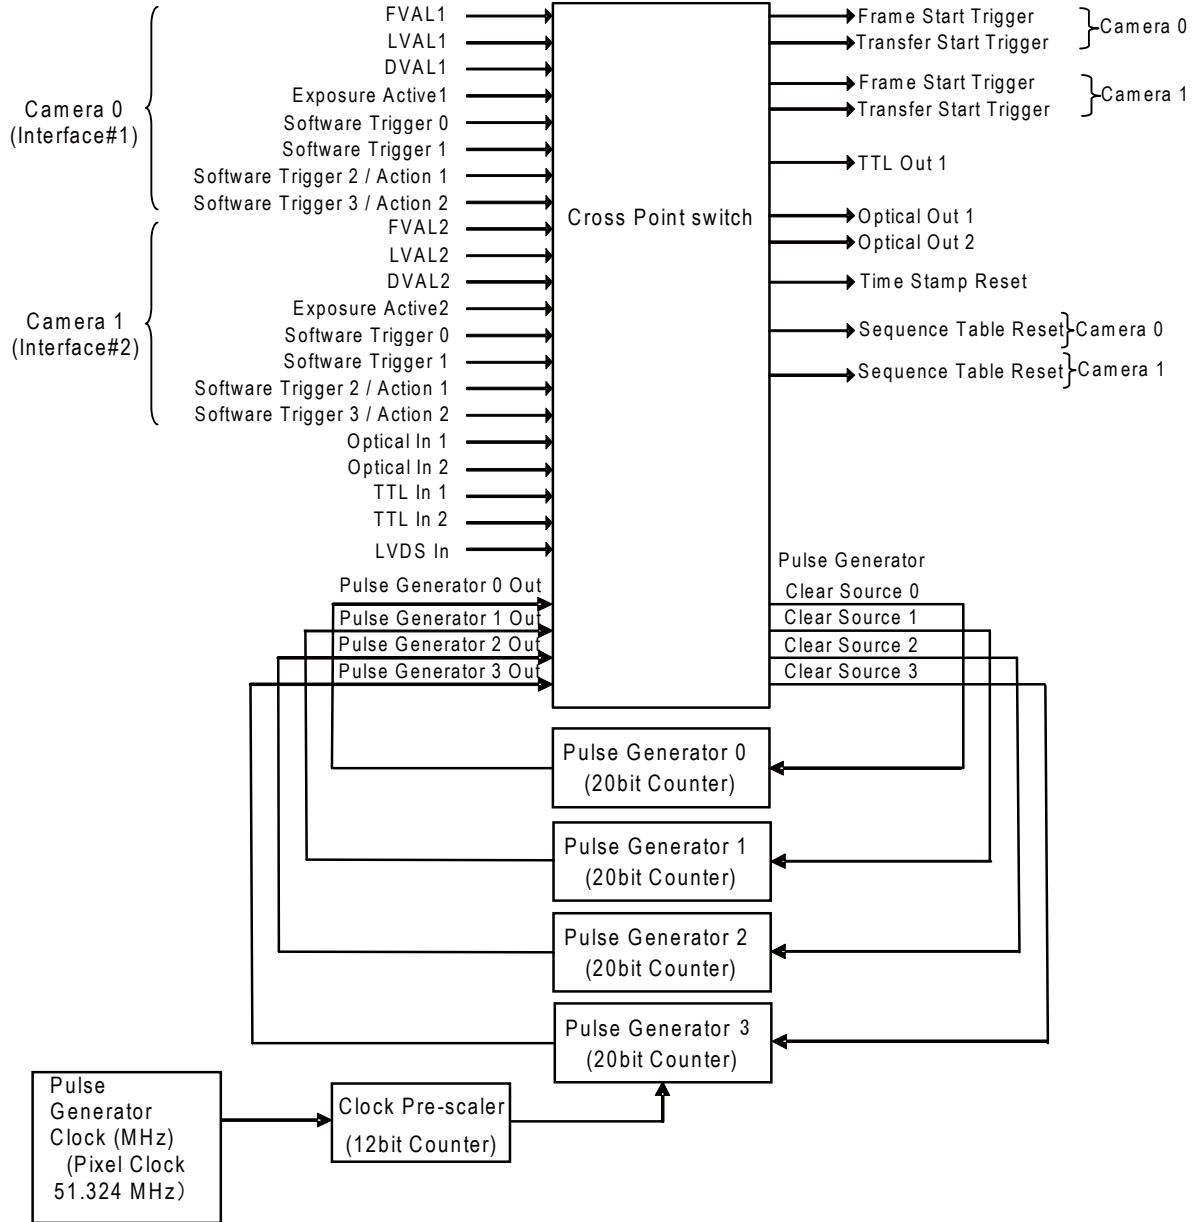 FVAL1
LVAL1
DVAL1
Exposure Active1
Software Trigger 0
Software Trigger 1
Software Trigger 2 / Action 1
Software Trigger 3 / Action 2
Camera 0
(Interface#1)
FVAL2
LVAL2
DVAL2
Exposure Active2
Software Trigger 0
Software Trigger 1
Software Trigger 2 / Action 1
Software Trigger 3 / Action 2
Camera 1
(Interface#2)
Optical In 1
Optical In 2
TTL In 1
TTL In 2
LVDS In
Pulse Generator 0 Out
Pulse Generator 1 Out
Pulse Generator 2 Out
Pulse Generator 3 Out
Cross Point switch
Frame Start Trigger
Transfer Start Trigger
Camera 0
Frame Start Trigger
Transfer Start Trigger
Camera 1
TTL Out 1
Optical Out 1
Optical Out 2
Time Stamp Reset
Sequence Table Reset
Camera 0
Sequence Table Reset
Camera 1
Pulse Generator
Clear Source 0
Clear Source 1
Clear Source 2
Clear Source 3
Pulse Generator 0
(20bit Counter)
Pulse Generator 1
(20bit Counter)
Pulse Generator 2
(20bit Counter)
Pulse Generator 3
(20bit Counter)
Pulse
Generator
Clock (MHz)
(Pixel Clock
51.324 MHz)
Clock Pre-scaler
(12bit Counter)